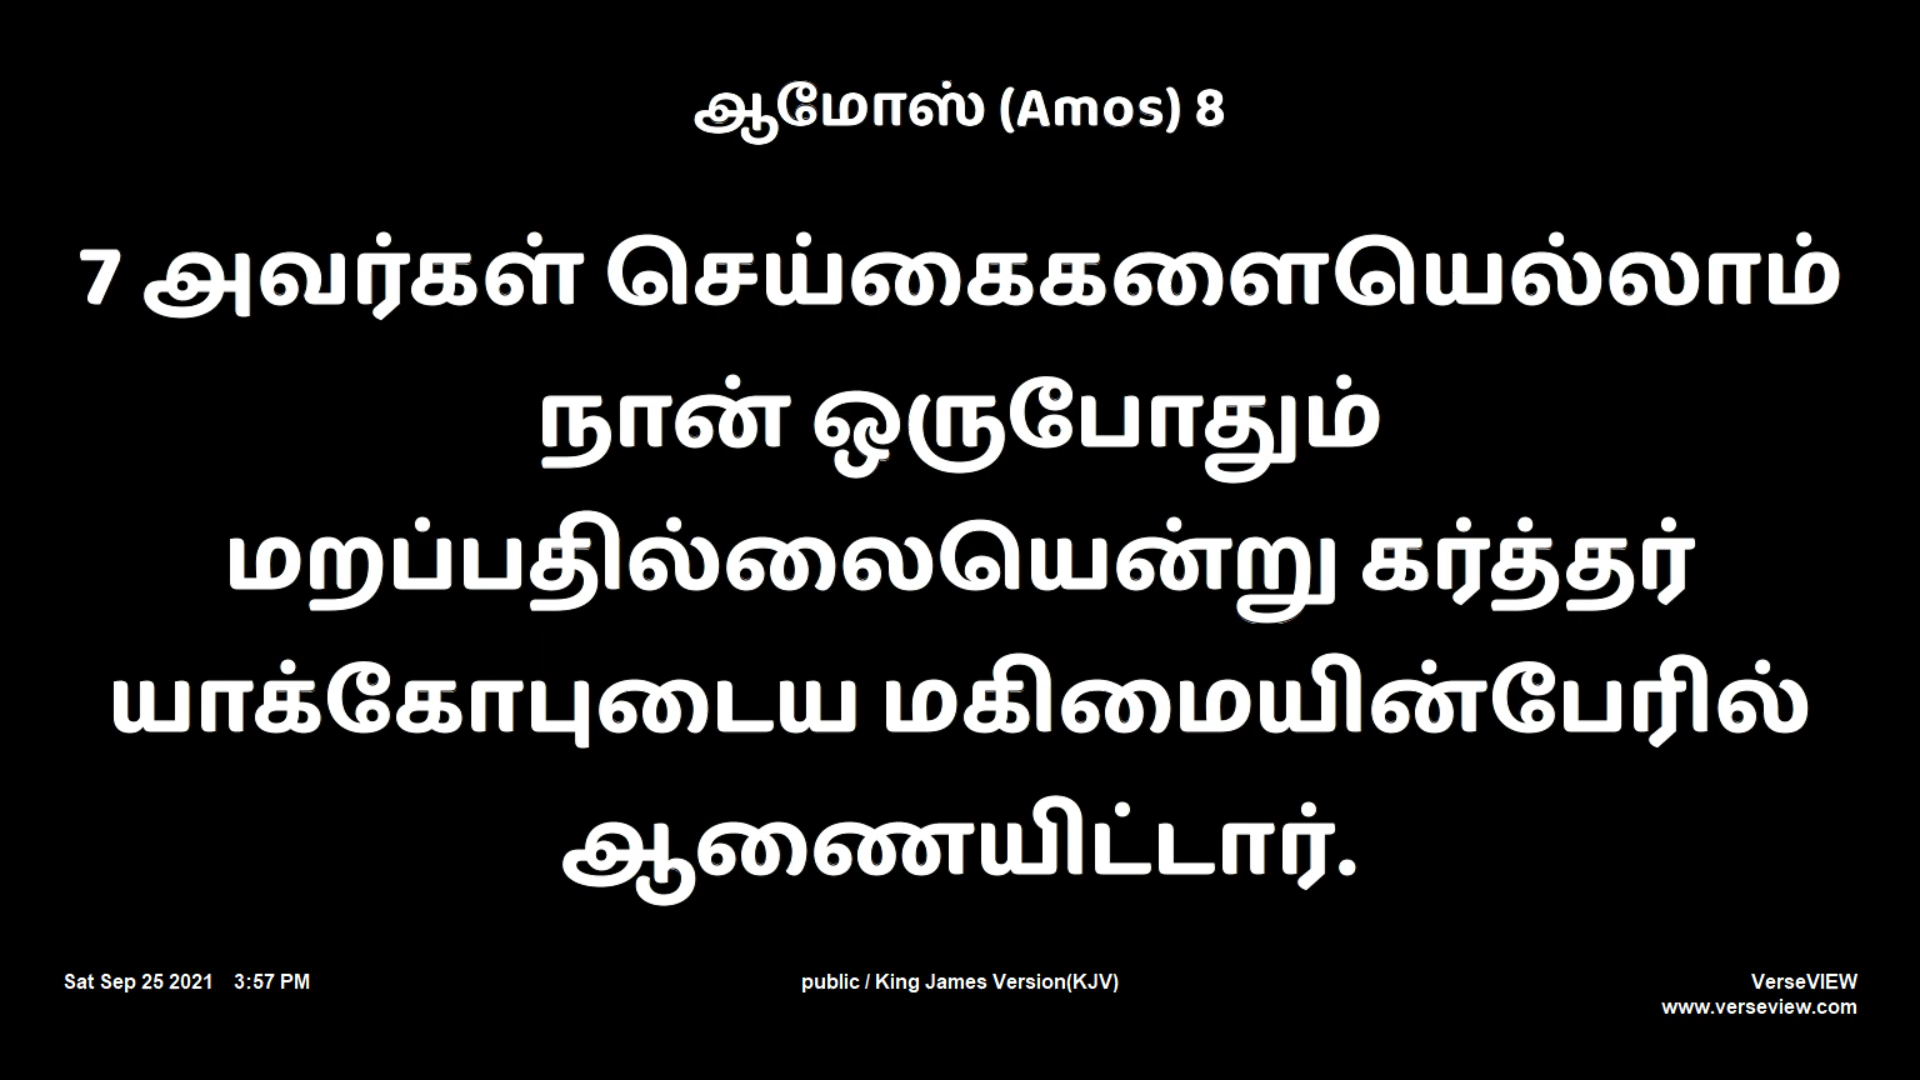 ஆமோஸ் (Amos) 8
7 அவர்கள் செய்கைகளையெல்லாம்
நான் ஒருபோதும்
மறப்பதில்லையென்று கர்த்தர்
யாக்கோபுடைய மகிமையின்பேரில்
ஆணையிட்டார்.
Sat Sep 25 2021 3:57 PM
public / King James Version(KJV)
VerseVIEW
www.verseview.com